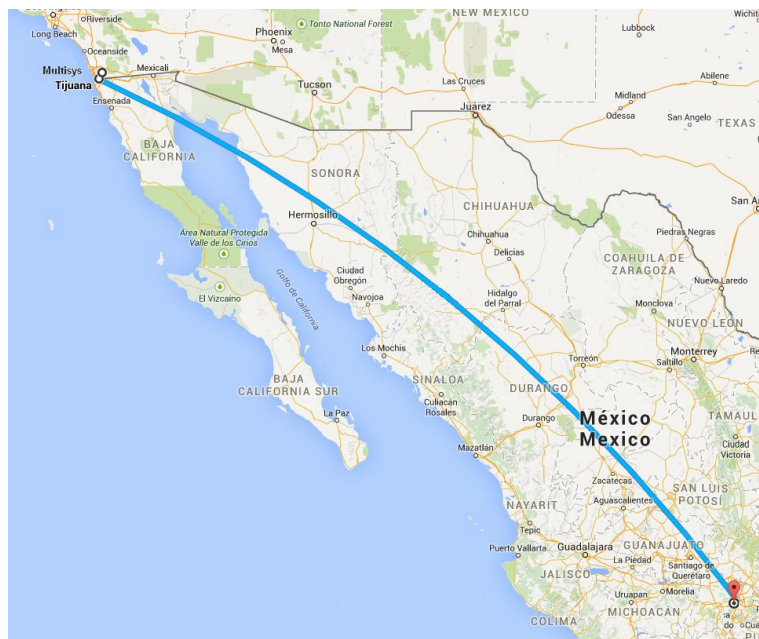 Riverside
Long Beach
Oceanside
Multisys
Tijuana
Ensenada
Mexicali
Phoenix
Mesa
Tonto National Forest
NEW MEXICO
Lubbock
Wichita
Tucson
Las Cruces
Juarez
Midland
Odessa
Abilene
San Angelo
TEXAS
BAJA
CALIFORNIA
SONORA
Hermosillo
CHIHUAHUA
Chihuahua
Delicias
Piedras Negras
COAHUILA DE
ZARAGOZA
Área Natural Protegida
Valle de los Cirios
El Vizcaino
Golfo de California
Ciudad
Obregón
Navojoa
Hidalgo
del Parral
Monclova
Nuevo Laredo
NUEVO LEÓN
Los Mochis
SINALOA
Torreón
Saltillo
Monterrey
BAJA
CALIFORNIA SUR
La Paz
Culiacán
Rosales
DURANGO
Durango
México
Mexico
TAMAUL
Ciudad
Victoria
Mazatlán
Zacatecas
SAN LUIS
POTOSÍ
Aguascalientes
NAYARIT
Tepic
Puerto Vallarta
Guadalajara
GUANAJUATO
La Piedad
Santiago de
Querétaro
JALISCO
Uruapan
Morelia
MICHOACÁN
COLIMA